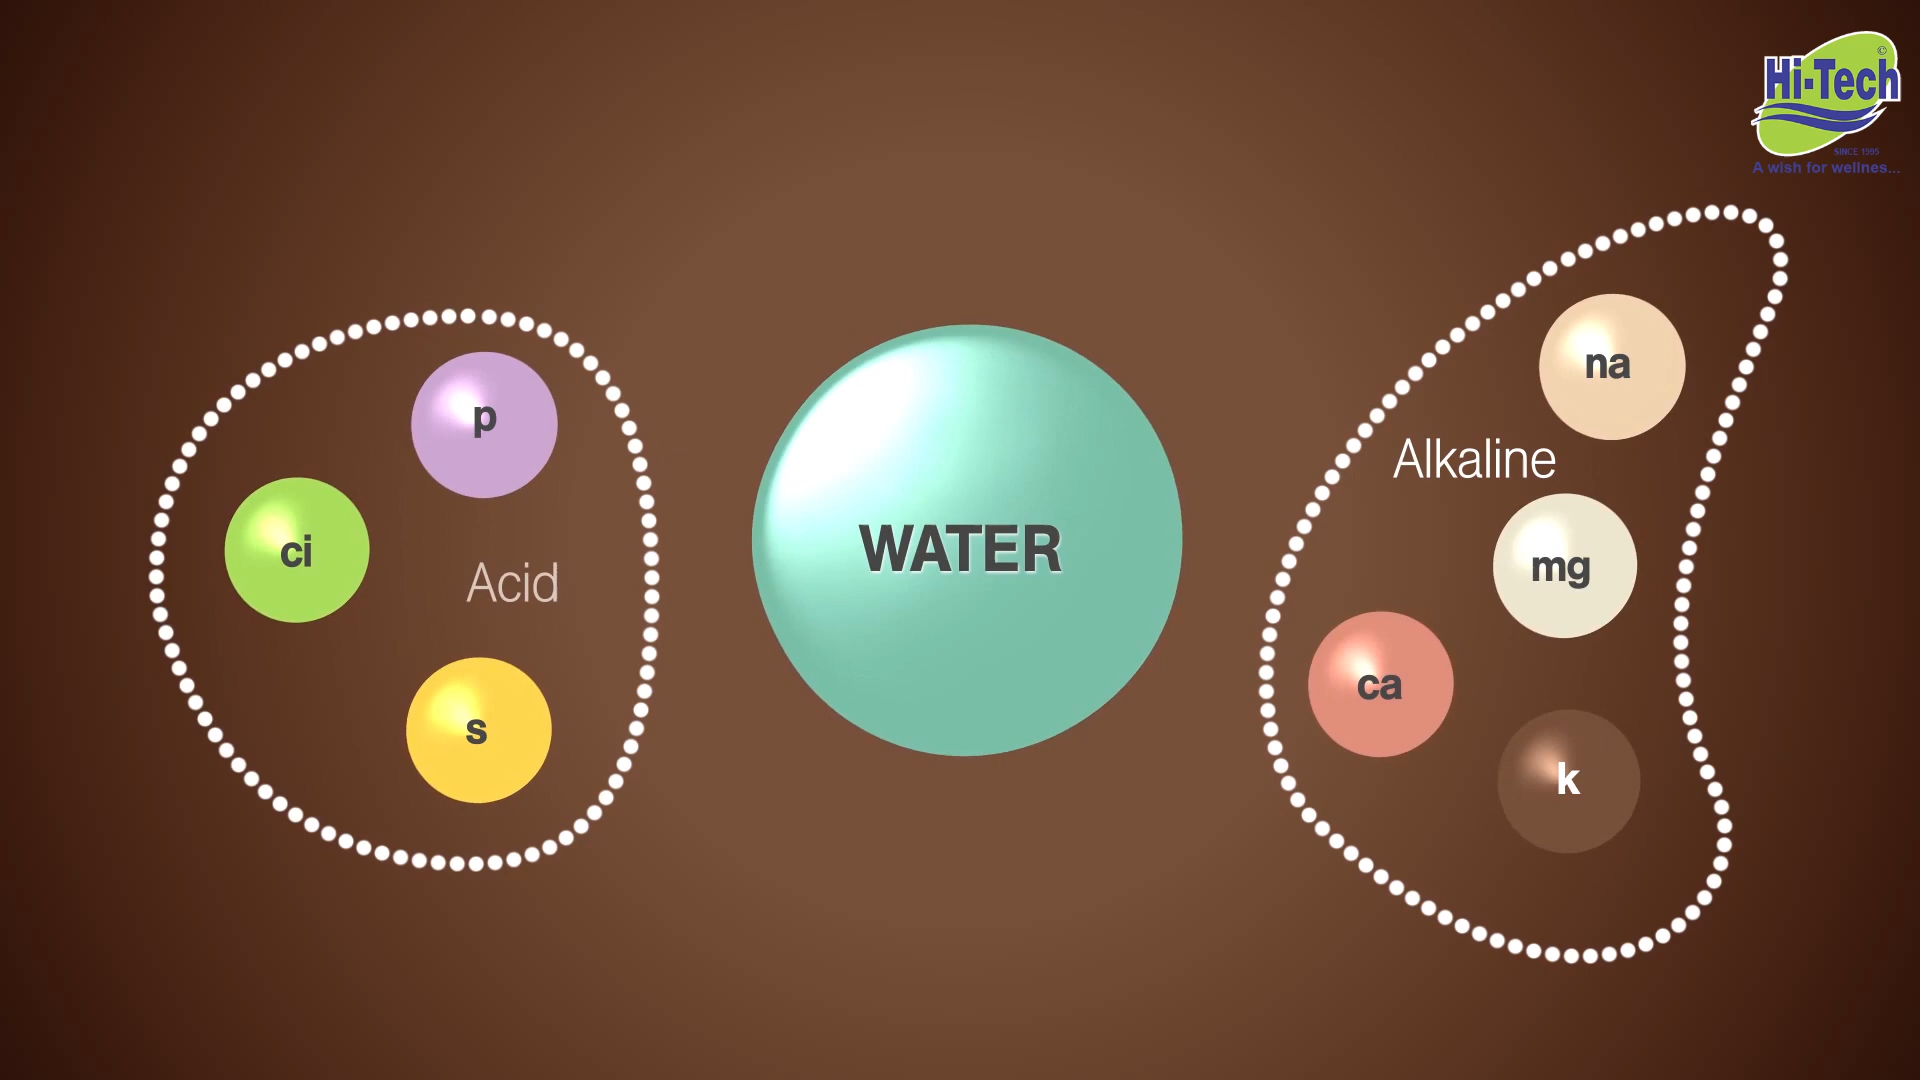 Hi-Tech
©
SINCE 1995
A wish for wellnes...
p
ci
Acid
s
WATER
na
Alkaline
mg
ca
k